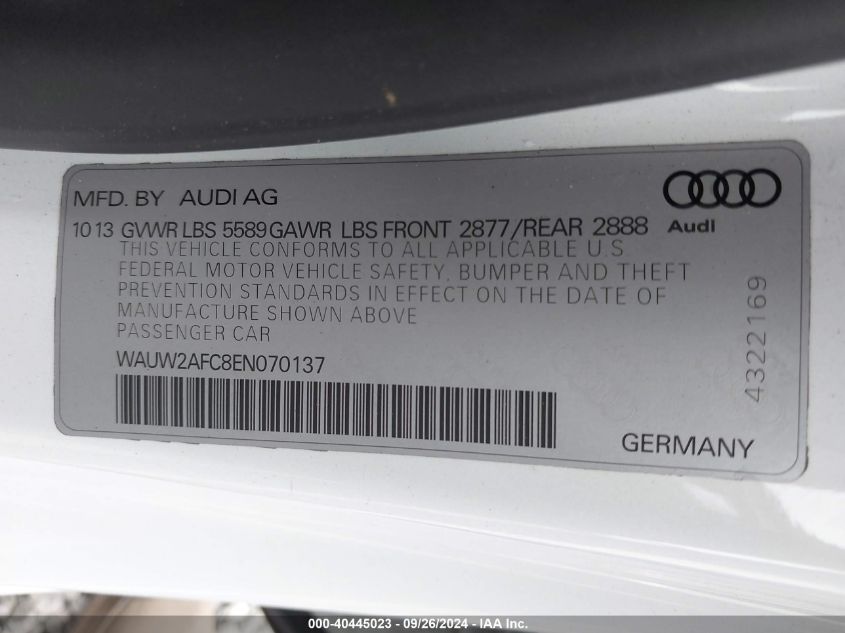 MFD. BY AUDI AG
10 13 GVWR LBS 5589 GAWR LBS FRONT 2877/REAR 2888
Audi
THIS VEHICLE CONFORMS TO ALL APPLICABLE U.S
FEDERAL MOTOR VEHICLE SAFETY, BUMPER AND THEFT
PREVENTION STANDARDS IN EFFECT ON THE DATE OF
MANUFACTURE SHOWN ABOVE
PASSENGER CAR
WAUW2AFC8EN070137
4322169
GERMANY
000-40445023 - 09/26/2024 - IAA Inc.